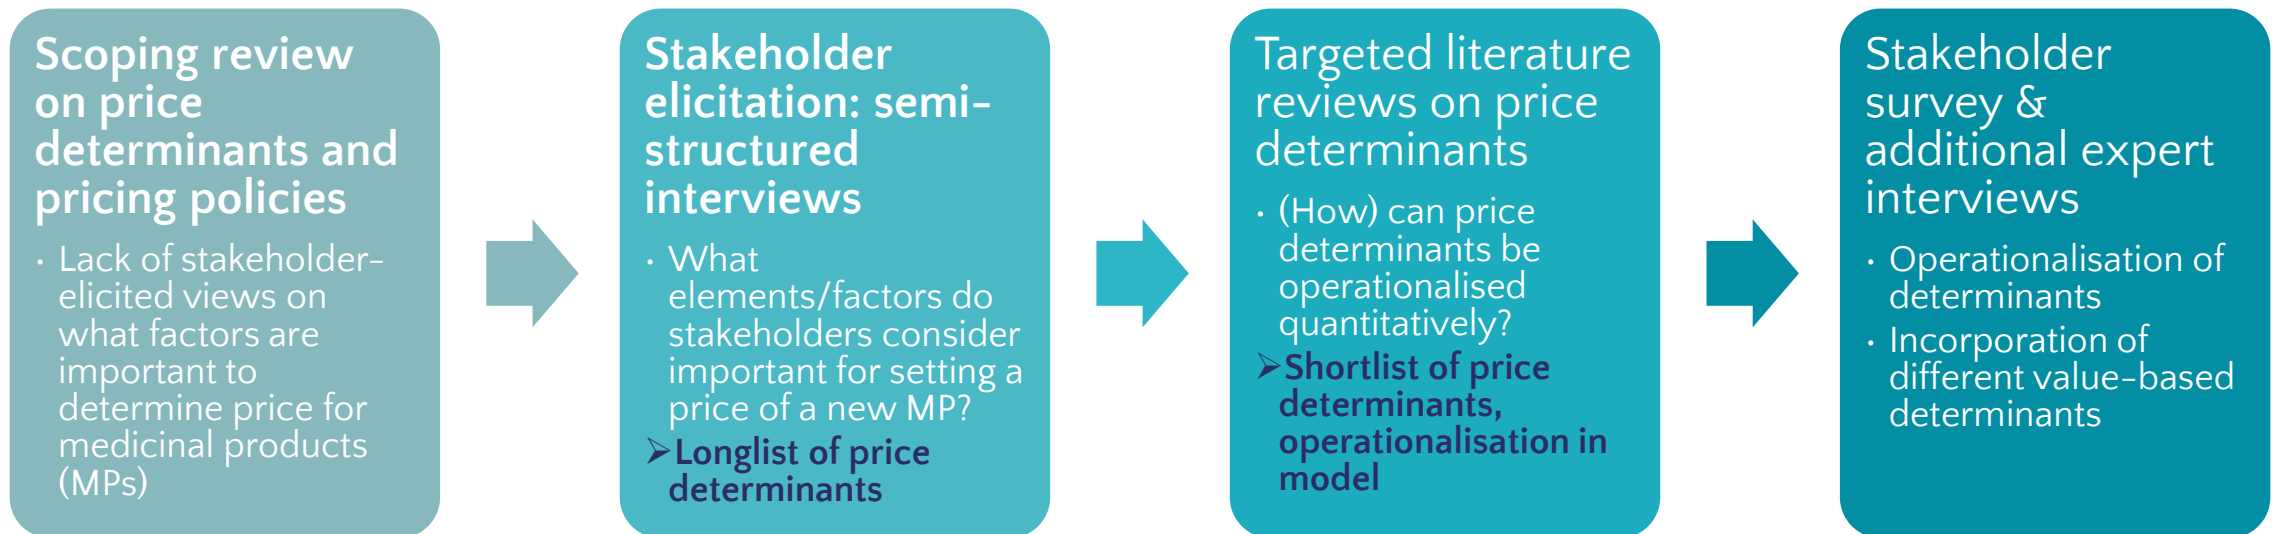 Scoping review
on price
determinants and
pricing policies
• Lack of stakeholder-
elicited views on
what factors are
important to
determine price for
medicinal products
(MPs)
Stakeholder
elicitation: semi-
structured
interviews
• What
elements/factors do
stakeholders consider
important for setting a
price of a new MP?
➢Longlist of price
determinants
Targeted literature
reviews on price
determinants
• (How) can price
determinants be
operationalised
quantitatively?
➢Shortlist of price
determinants,
operationalisation in
model
Stakeholder
survey &
additional expert
interviews
• Operationalisation of
determinants
• Incorporation of
different value-based
determinants